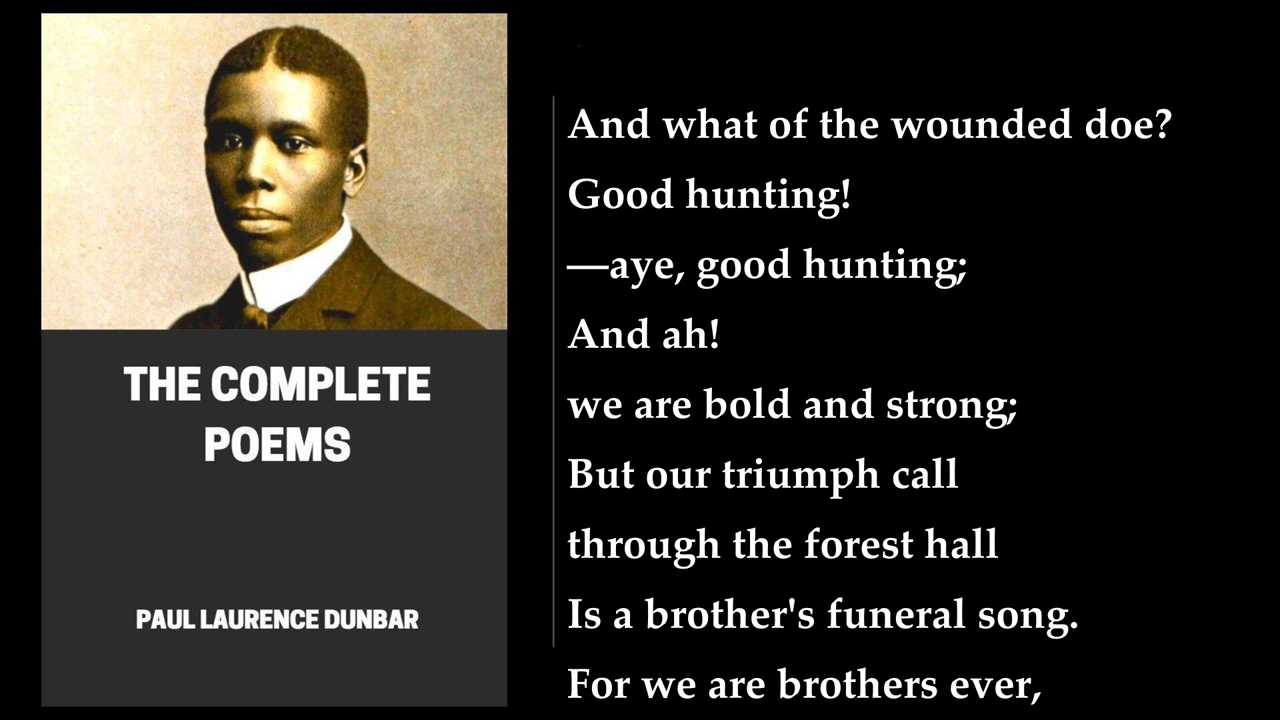 THE COMPLETE
POEMS
PAUL LAURENCE DUNBAR
And what of the wounded doe?
Good hunting!
—aye, good hunting;
And ah!
we are bold and strong;
But our triumph call
through the forest hall
Is a brother's funeral song.
For we are brothers ever,